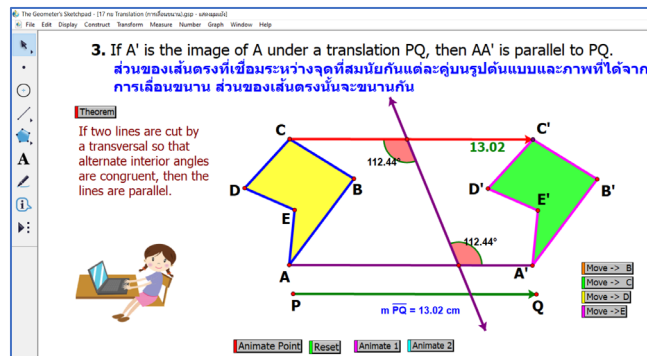 The Geometer's Sketchpad - [17 กย Translation (การเลื่อนขนาน).gsp - แสดงมุมแย้ง]
File Edit Display Construct Transform Measure Number Graph Window Help
3. If A' is the image of A under a translation PQ, then AA' is parallel to PQ.
ส่วนของเส้นตรงที่เชื่อมระหว่างจุดที่สมนัยกันแต่ละคู่บนรูปต้นแบบและภาพที่ได้จาก
การเลื่อนขนาน ส่วนของเส้นตรงนั้นจะขนานกัน
Theorem
If two lines are cut by
a transversal so that
alternate interior angles
are congruent, then the
lines are parallel.
C
C'
13.02
112.44°
D
B
D'
B'
E
E'
112.44°
A
A'
P
Q
m PQ = 13.02 cm
Move -> B
Move -> C
Move -> D
Move ->E
Animate Point
Reset
Animate 1
Animate 2
A